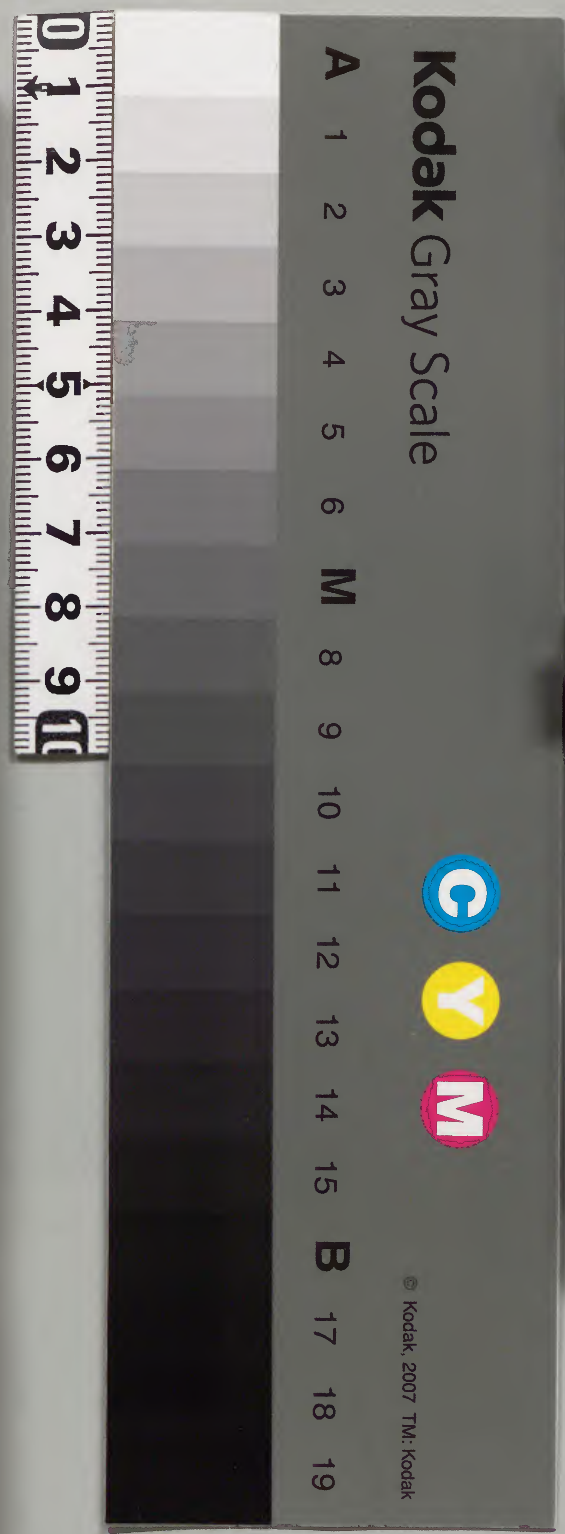 Kodak Gray Scale
C Y M
© Kodak, 2007 TM: Kodak
A 1 2 3 4 5 6 M 8 9 10 11 12 13 14 15 B 17 18 19
0 1 2 3 4 5 6 7 8 9 10